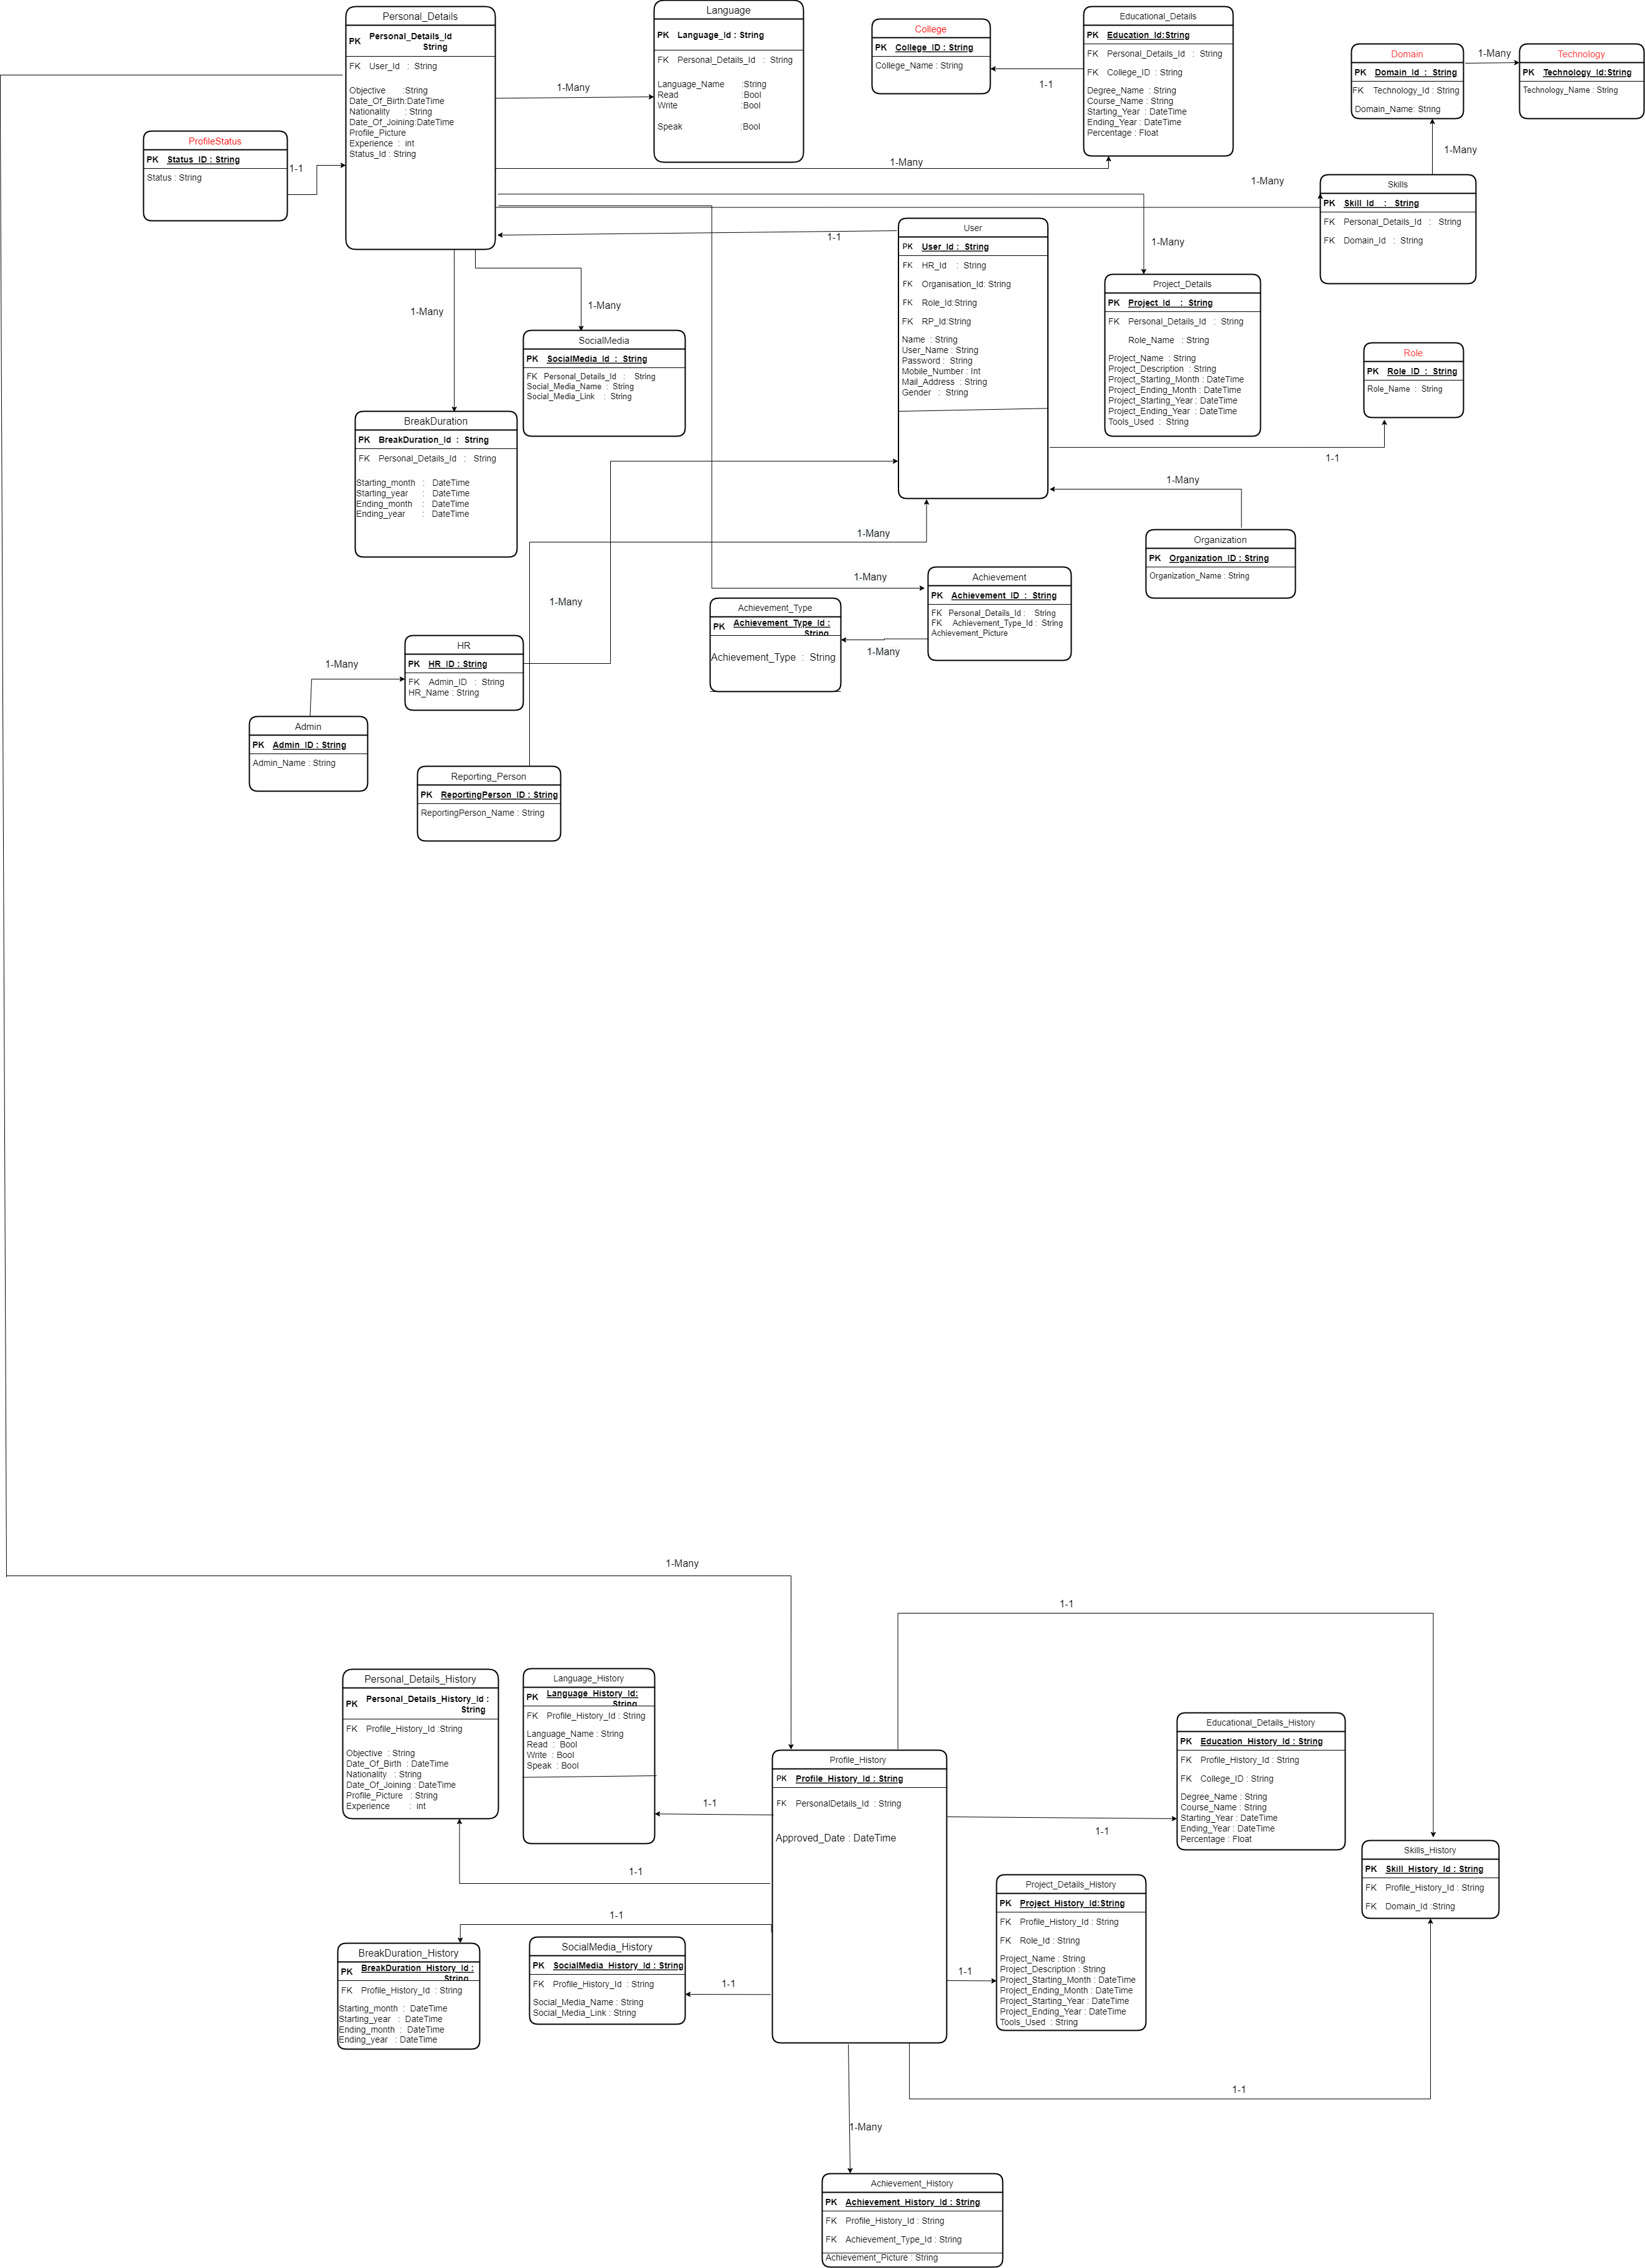 Personal_Details
PK Personal_Details_Id
String
FK User_Id : String
Objective :String
Date_Of_Birth:DateTime
Nationality : String
Date_Of_Joining:DateTime
Profile_Picture
Experience : int
Status_Id : String
Language
PK Language_Id : String
FK Personal_Details_Id : String
Language_Name :String
Read :Bool
Write :Bool
Speak :Bool
College
PK College_ID : String
College_Name : String
Educational_Details
PK Education_Id:String
FK Personal_Details_Id : String
FK College_ID : String
Degree_Name : String
Course_Name : String
Starting_Year : DateTime
Ending_Year : DateTime
Percentage : Float
Domain
PK Domain_Id : String
FK Technology_Id : String
Domain_Name: String
1-Many
Technology
PK Technology_Id:String
Technology_Name : String
1-Many
1-1
ProfileStatus
PK Status_ID : String
Status : String
1-1
1-Many
1-Many
1-Many
Skills
PK Skill_Id : String
FK Personal_Details_Id : String
FK Domain_Id : String
1-1
User
PK User_Id : String
FK HR_Id : String
FK Organisation_Id: String
FK Role_Id:String
FK RP_Id:String
Name : String
User_Name : String
Password : String
Mobile_Number : Int
Mail_Address : String
Gender : String
1-Many
Project_Details
PK Project_Id : String
FK Personal_Details_Id : String
Role_Name : String
Project_Name : String
Project_Description : String
Project_Starting_Month : DateTime
Project_Ending_Month : DateTime
Project_Starting_Year : DateTime
Project_Ending_Year : DateTime
Tools_Used : String
1-Many
1-Many
SocialMedia
PK SocialMedia_Id : String
FK Personal_Details_Id : String
Social_Media_Name : String
Social_Media_Link : String
Role
PK Role_ID : String
Role_Name : String
BreakDuration
PK BreakDuration_Id : String
FK Personal_Details_Id : String
Starting_month : DateTime
Starting_year : DateTime
Ending_month : DateTime
Ending_year : DateTime
1-1
1-Many
1-Many
Organization
PK Organization_ID : String
Organization_Name : String
1-Many
1-Many
Achievement
PK Achievement_ID : String
FK Personal_Details_Id : String
FK Achievement_Type_Id : String
Achievement_Picture
Achievement_Type
PK Achievement_Type_Id :
String
Achievement_Type : String
1-Many
HR
PK HR_ID : String
FK Admin_ID : String
HR_Name : String
1-Many
Admin
PK Admin_ID : String
Admin_Name : String
Reporting_Person
PK ReportingPerson_ID : String
ReportingPerson_Name : String
1-Many
1-1
Personal_Details_History
PK Personal_Details_History_Id :
String
FK Profile_History_Id :String
Objective : String
Date_Of_Birth : DateTime
Nationality : String
Date_Of_Joining : DateTime
Profile_Picture : String
Experience : int
Language_History
PK Language_History_Id:
String
FK Profile_History_Id : String
Language_Name : String
Read : Bool
Write : Bool
Speak : Bool
Educational_Details_History
PK Education_History_Id : String
FK Profile_History_Id : String
FK College_ID : String
Degree_Name : String
Course_Name : String
Starting_Year : DateTime
Ending_Year : DateTime
Percentage : Float
Profile_History
PK Profile_History_Id : String
FK PersonalDetails_Id : String
Approved_Date : DateTime
1-1
1-1
1-1
Skills_History
PK Skill_History_Id : String
FK Profile_History_Id : String
FK Domain_Id :String
Project_Details_History
PK Project_History_Id:String
FK Profile_History_Id : String
FK Role_Id : String
Project_Name : String
Project_Description : String
Project_Starting_Month : DateTime
Project_Ending_Month : DateTime
Project_Starting_Year : DateTime
Project_Ending_Year : DateTime
Tools_Used : String
1-1
1-1
BreakDuration_History
PK BreakDuration_History_Id :
String
FK Profile_History_Id : String
Starting_month : DateTime
Starting_year : DateTime
Ending_month : DateTime
Ending_year : DateTime
SocialMedia_History
PK SocialMedia_History_Id : String
FK Profile_History_Id : String
Social_Media_Name : String
Social_Media_Link : String
1-1
1-1
1-Many
Achievement_History
PK Achievement_History_Id : String
FK Profile_History_Id : String
FK Achievement_Type_Id : String
Achievement_Picture : String